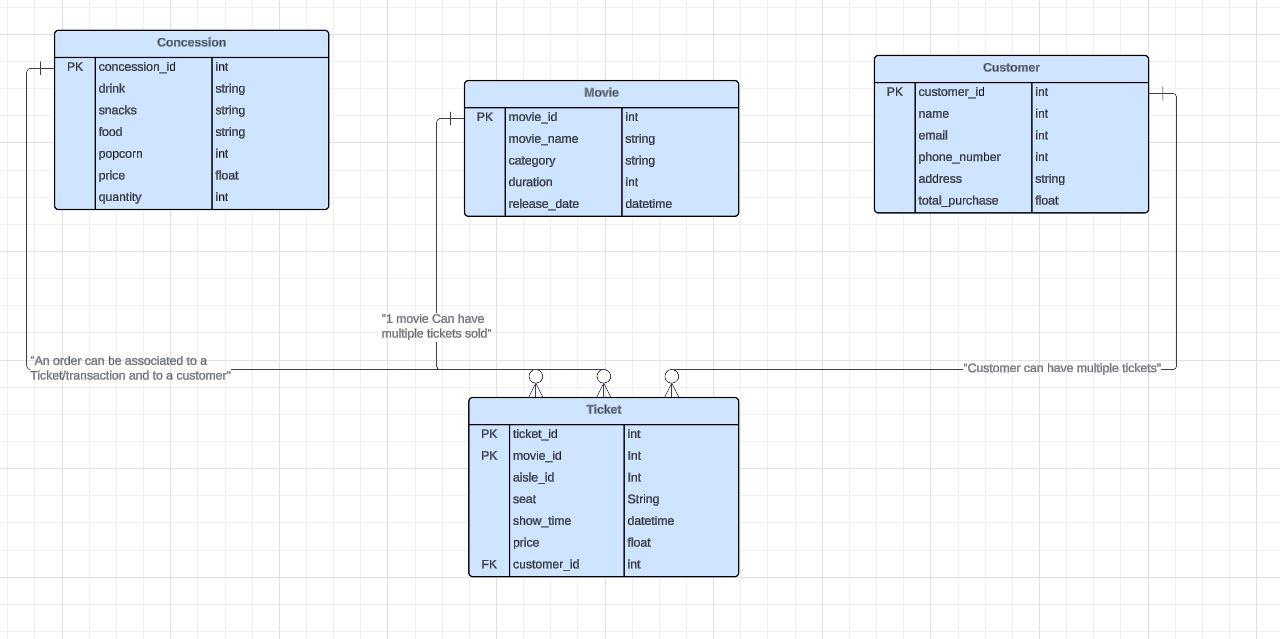 Concession
PK concession_id int
drink string
snacks string
food string
popcorn int
price float
quantity int
Movie
PK movie_id int
movie_name string
category string
duration int
release_date datetime
Customer
PK customer_id int
name int
email int
phone_number int
address string
total_purchase float
"1 movie Can have
multiple tickets sold"
"An order can be associated to a
Ticket/transaction and to a customer"
"Customer can have multiple tickets"
Ticket
PK ticket_id int
PK movie_id Int
aisle_id Int
seat String
show_time datetime
price float
FK customer_id int